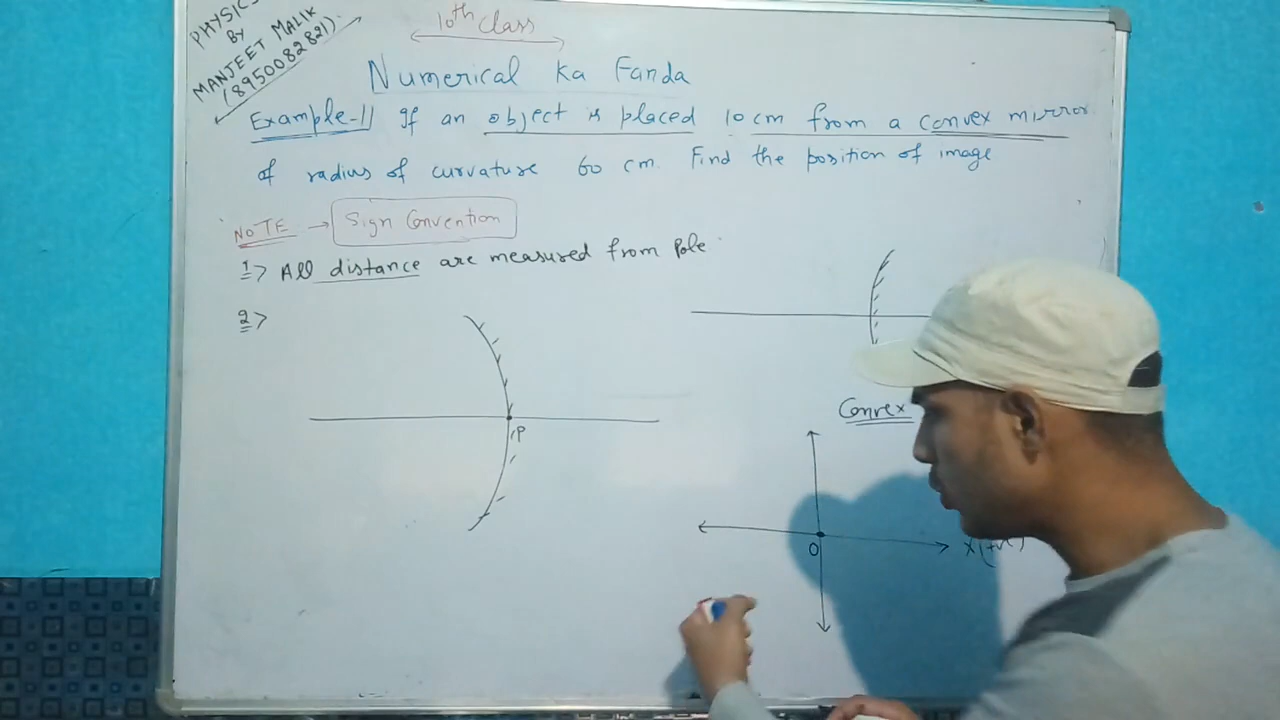 PHYSICS
BY
MANJEET MALIK
(8950082821).
10th class
Numerical ka Fanda
Example-11 If an object is placed 10 cm from a convex mirror
of radius of curvature 60 cm. Find the position of image
NOTE → Sign Convention
1> All distance are measured from Pole
2>
P
Convex
O
X(+ve)